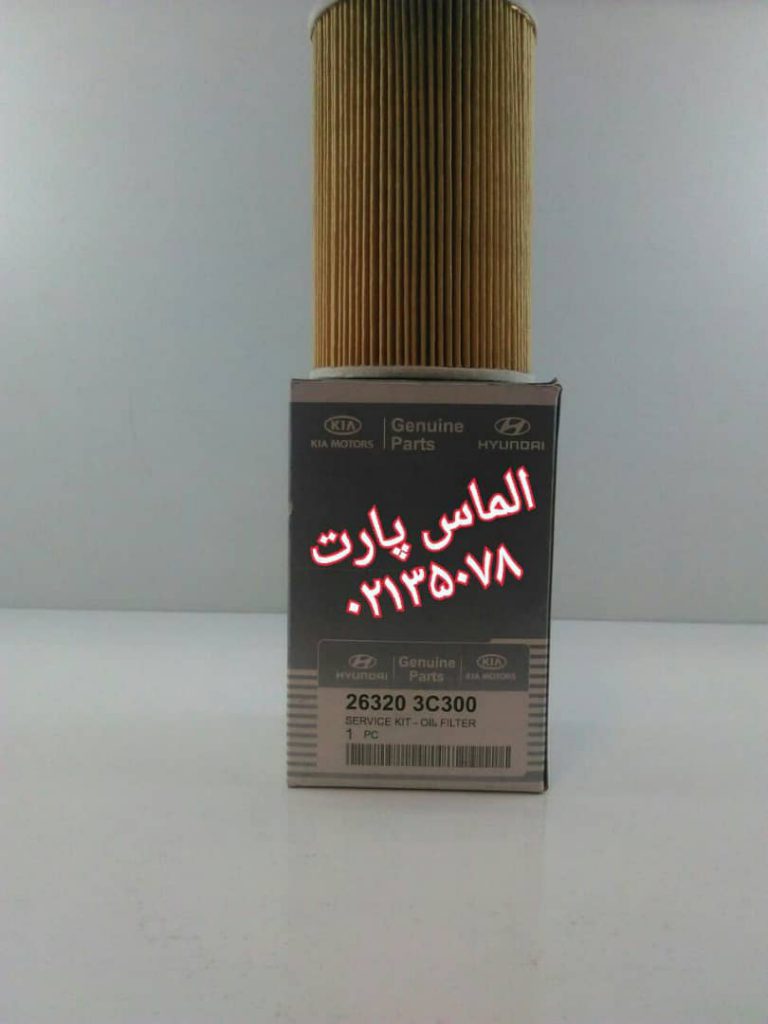 KIA
KIA MOTORS
Genuine
Parts
HYUNDAI
الماس پارت
۰۲۱۳۵۰۷۸
HYUNDAI
Genuine
Parts
KIA
KIA MOTORS
26320 3C300
SERVICE KIT - OIL FILTER
1 PC